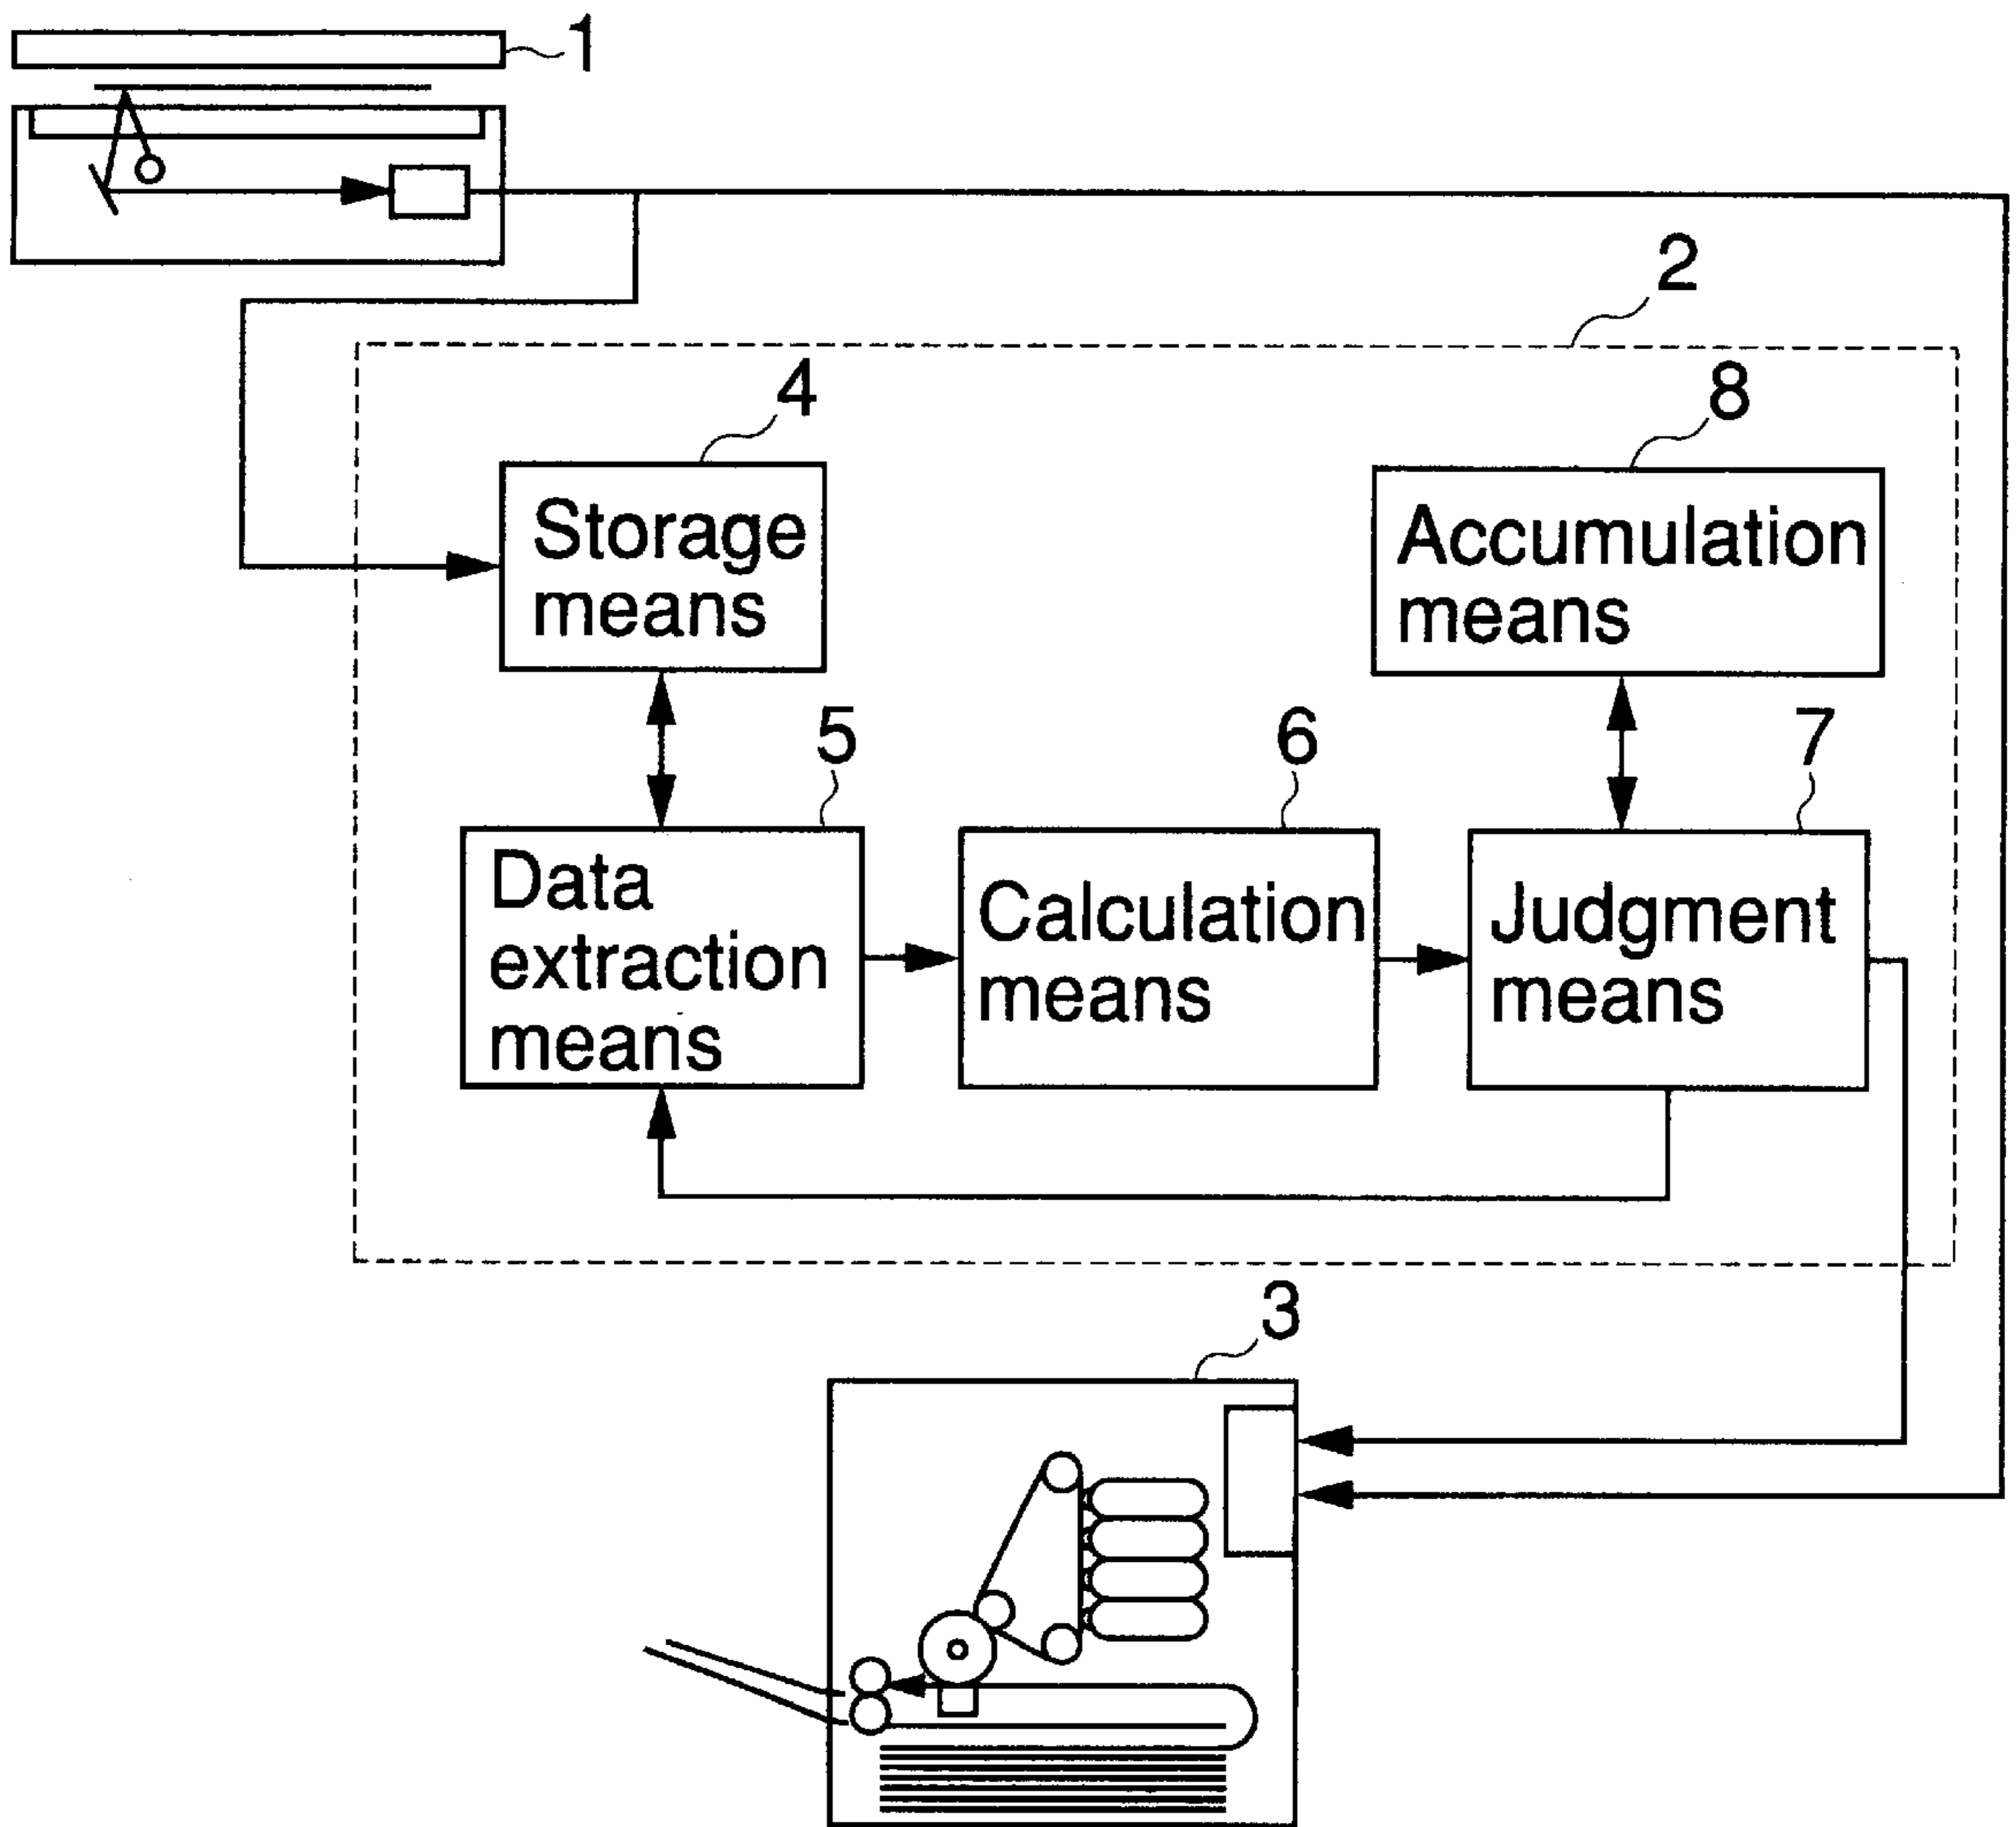 1
2
4
8
Storage
means
Accumulation
means
5
6
7
Data
extraction
means
Calculation
means
Judgment
means
3